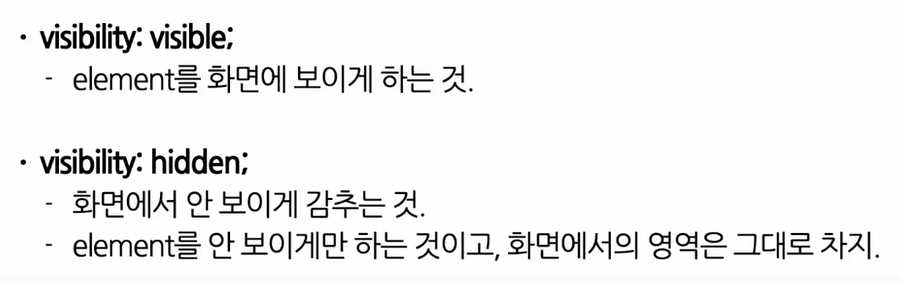 • visibility: visible;
- element를 화면에 보이게 하는 것.
• visibility: hidden;
- 화면에서 안 보이게 감추는 것.
- element를 안 보이게만 하는 것이고, 화면에서의 영역은 그대로 차지.